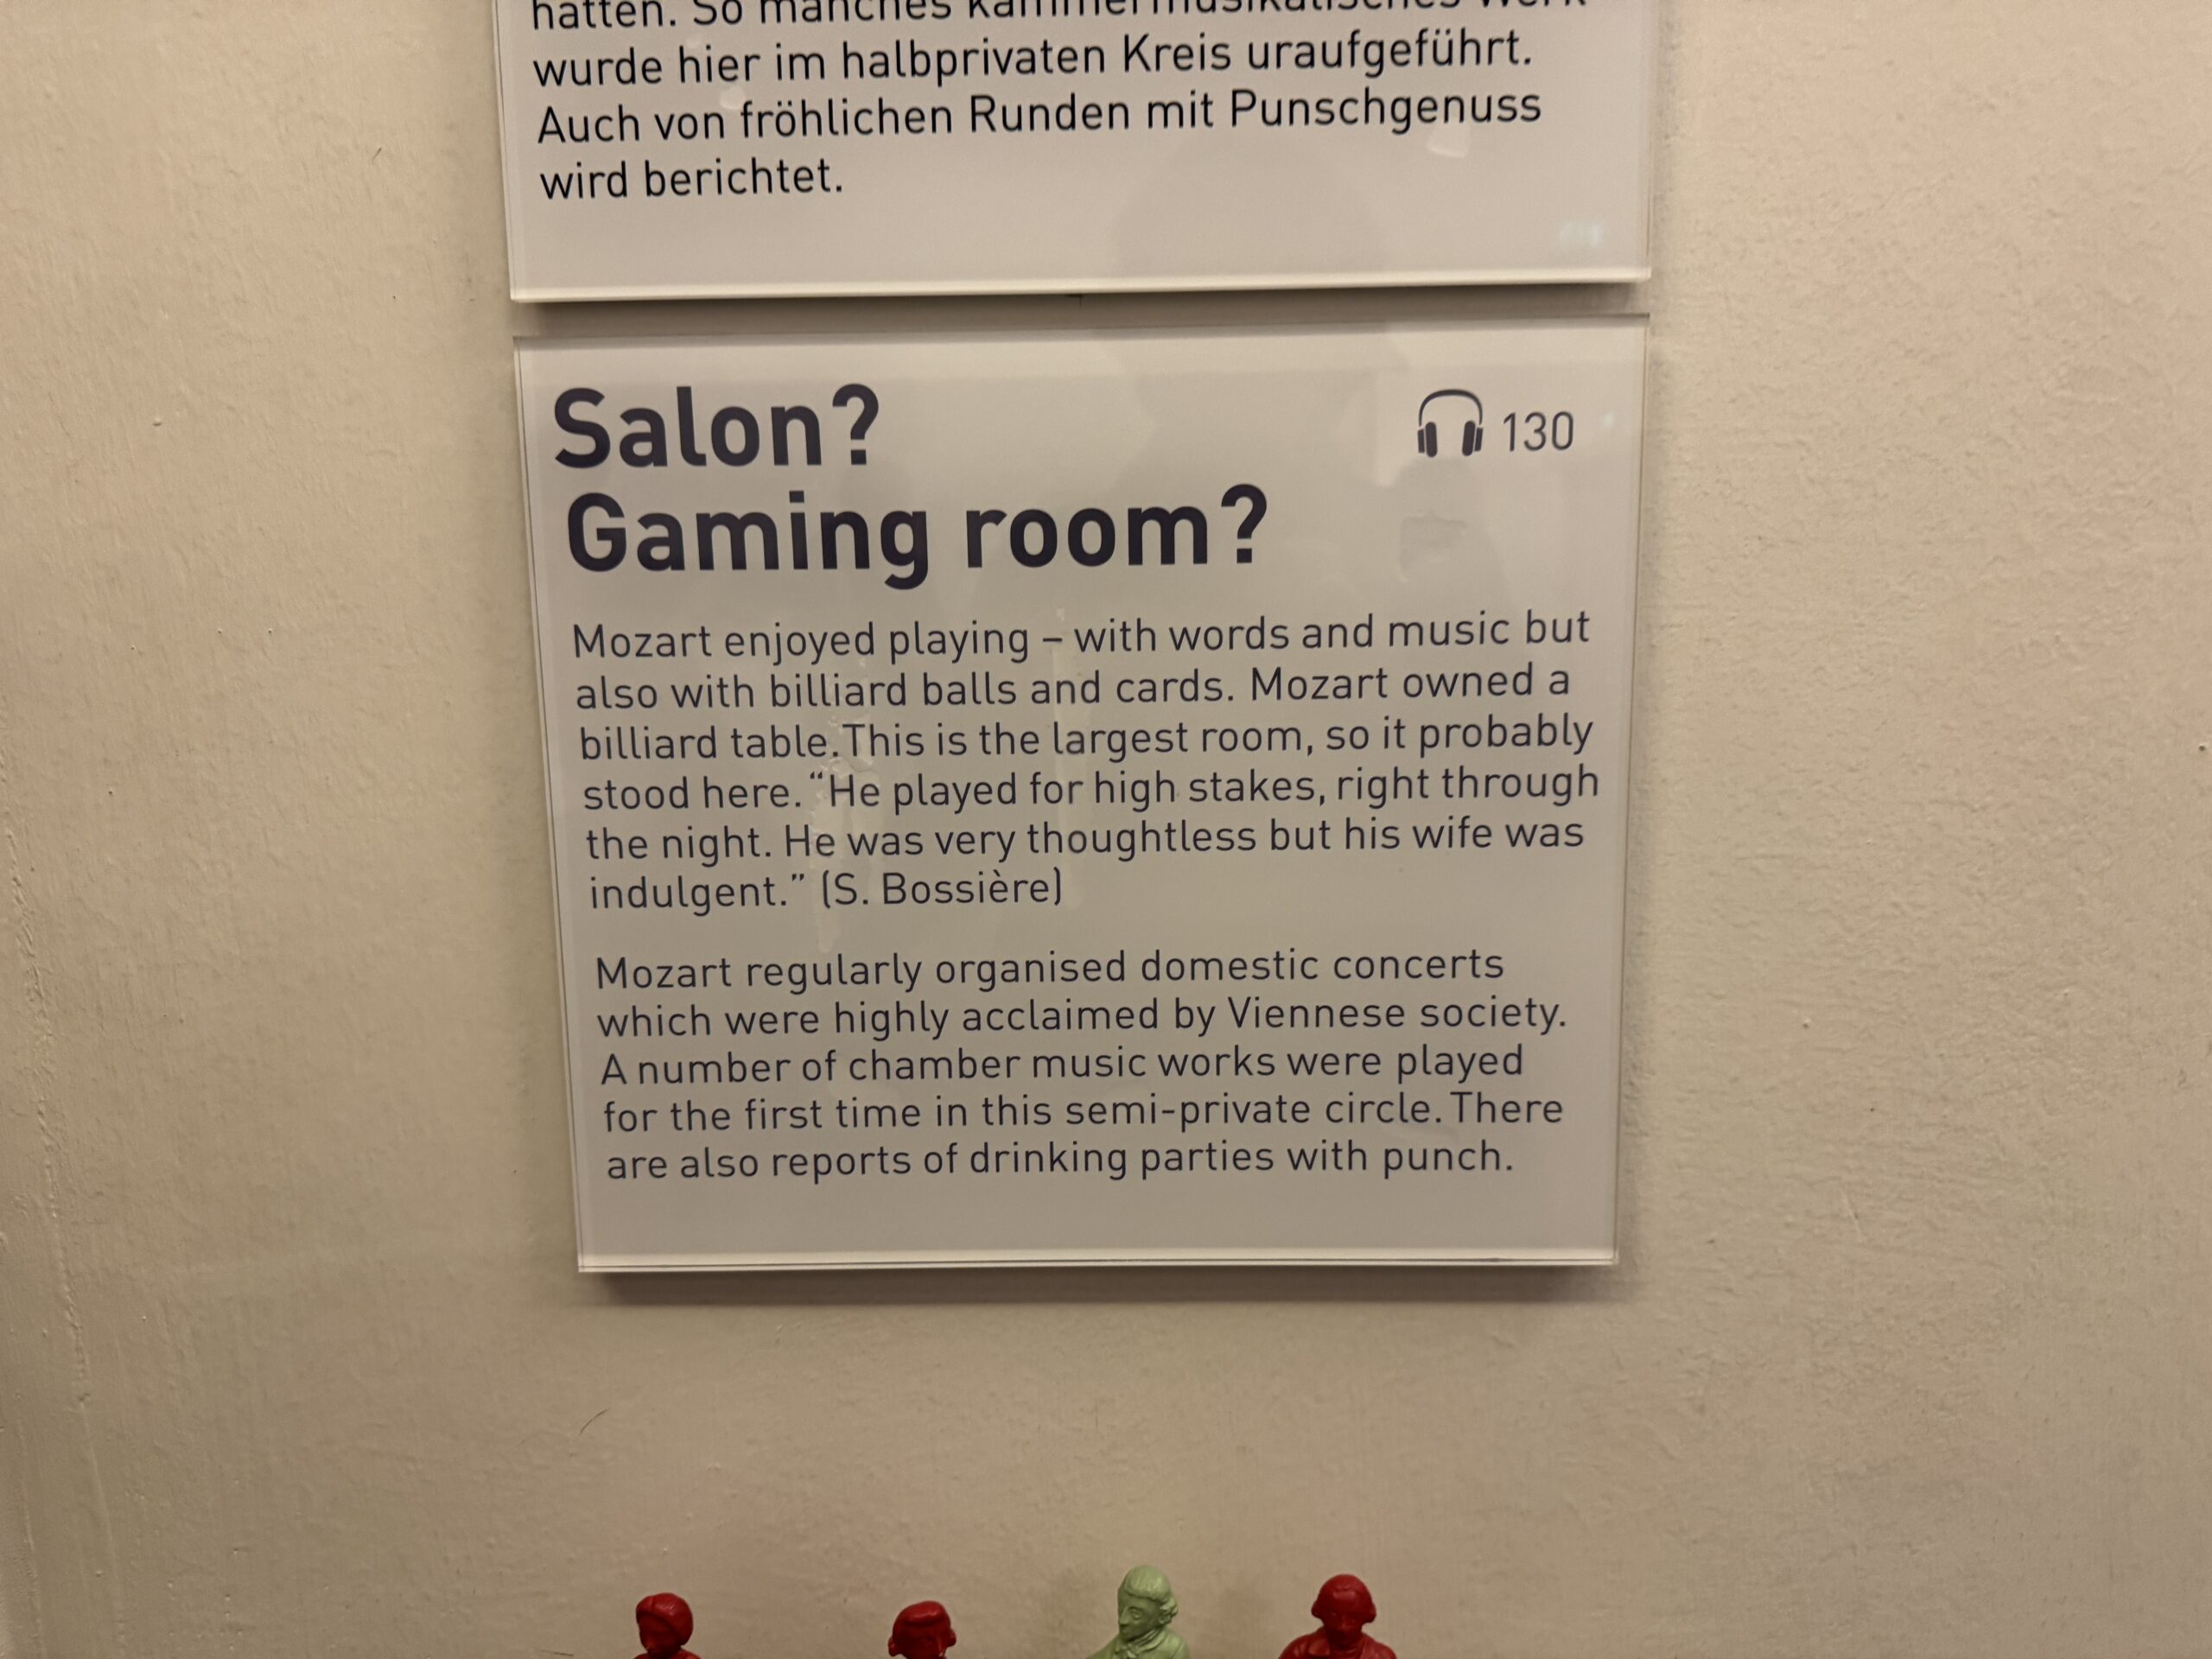 hatten. So manches kammermusikalisches Werk
wurde hier im halbprivaten Kreis uraufgeführt.
Auch von fröhlichen Runden mit Punschgenuss
wird berichtet.
Salon?
130
Gaming room?
Mozart enjoyed playing – with words and music but
also with billiard balls and cards. Mozart owned a
billiard table.This is the largest room, so it probably
stood here. “He played for high stakes, right through
the night. He was very thoughtless but his wife was
indulgent.” (S. Bossière)
Mozart regularly organised domestic concerts
which were highly acclaimed by Viennese society.
A number of chamber music works were played
for the first time in this semi-private circle. There
are also reports of drinking parties with punch.